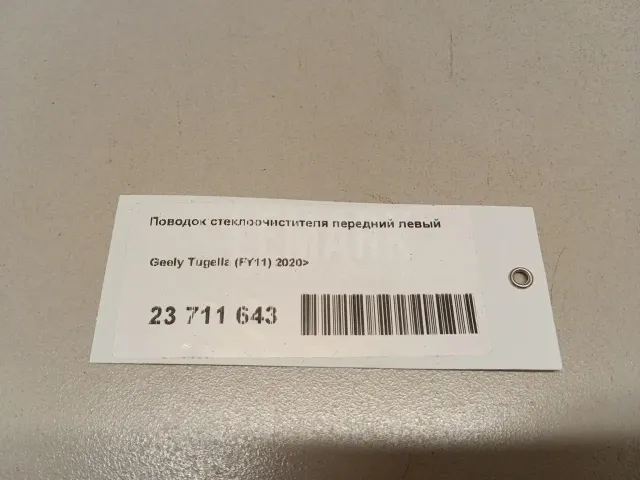 Поводок стеклоочистителя передний левый
Geely Tugella (FY11) 2020>
23 711 643